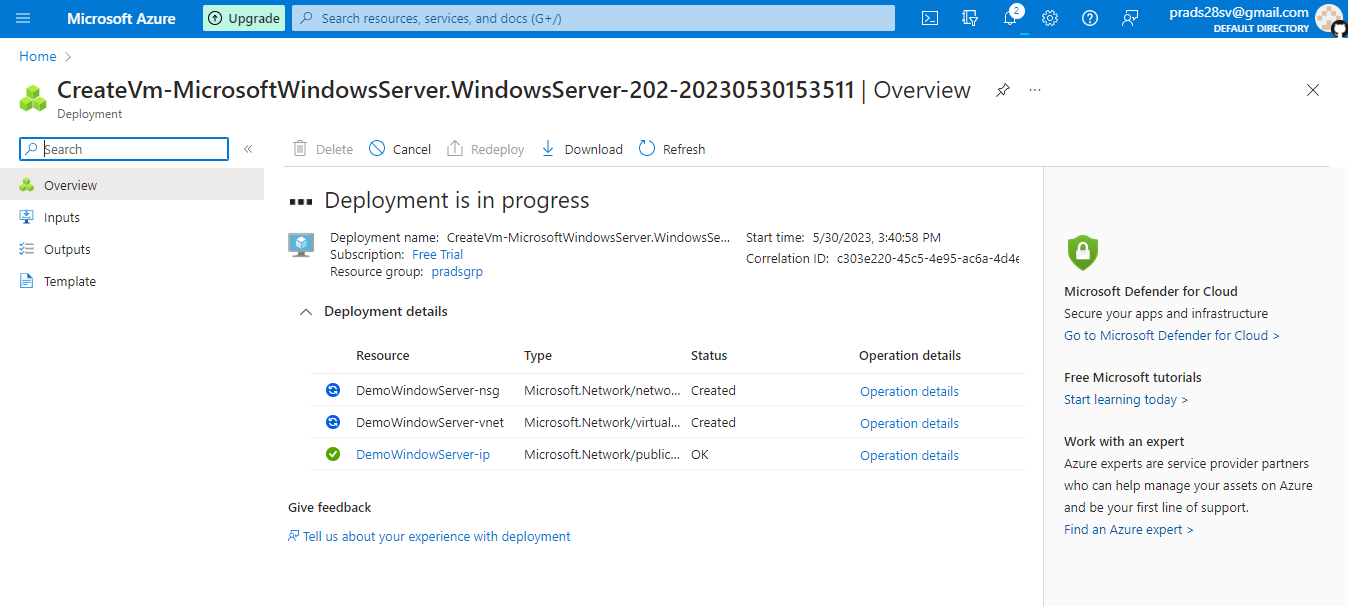 Microsoft Azure
Upgrade
Search resources, services, and docs (G+/)
2
prads28sv@gmail.com
DEFAULT DIRECTORY
Home
CreateVm-MicrosoftWindowsServer.WindowsServer-202-20230530153511 | Overview
Deployment
Search
Delete
Cancel
Redeploy
Download
Refresh
Overview
Inputs
Outputs
Template
Deployment is in progress
Deployment name: CreateVm-MicrosoftWindowsServer.WindowsSe...
Subscription: Free Trial
Resource group: pradsgrp
Start time: 5/30/2023, 3:40:58 PM
Correlation ID: c303e220-45c5-4e95-ac6a-4d4e
Deployment details
Resource Type Status Operation details
DemoWindowServer-nsg Microsoft.Network/netwo... Created Operation details
DemoWindowServer-vnet Microsoft.Network/virtual... Created Operation details
DemoWindowServer-ip Microsoft.Network/public... OK Operation details
Give feedback
Tell us about your experience with deployment
Microsoft Defender for Cloud
Secure your apps and infrastructure
Go to Microsoft Defender for Cloud >
Free Microsoft tutorials
Start learning today >
Work with an expert
Azure experts are service provider partners
who can help manage your assets on Azure
and be your first line of support.
Find an Azure expert >